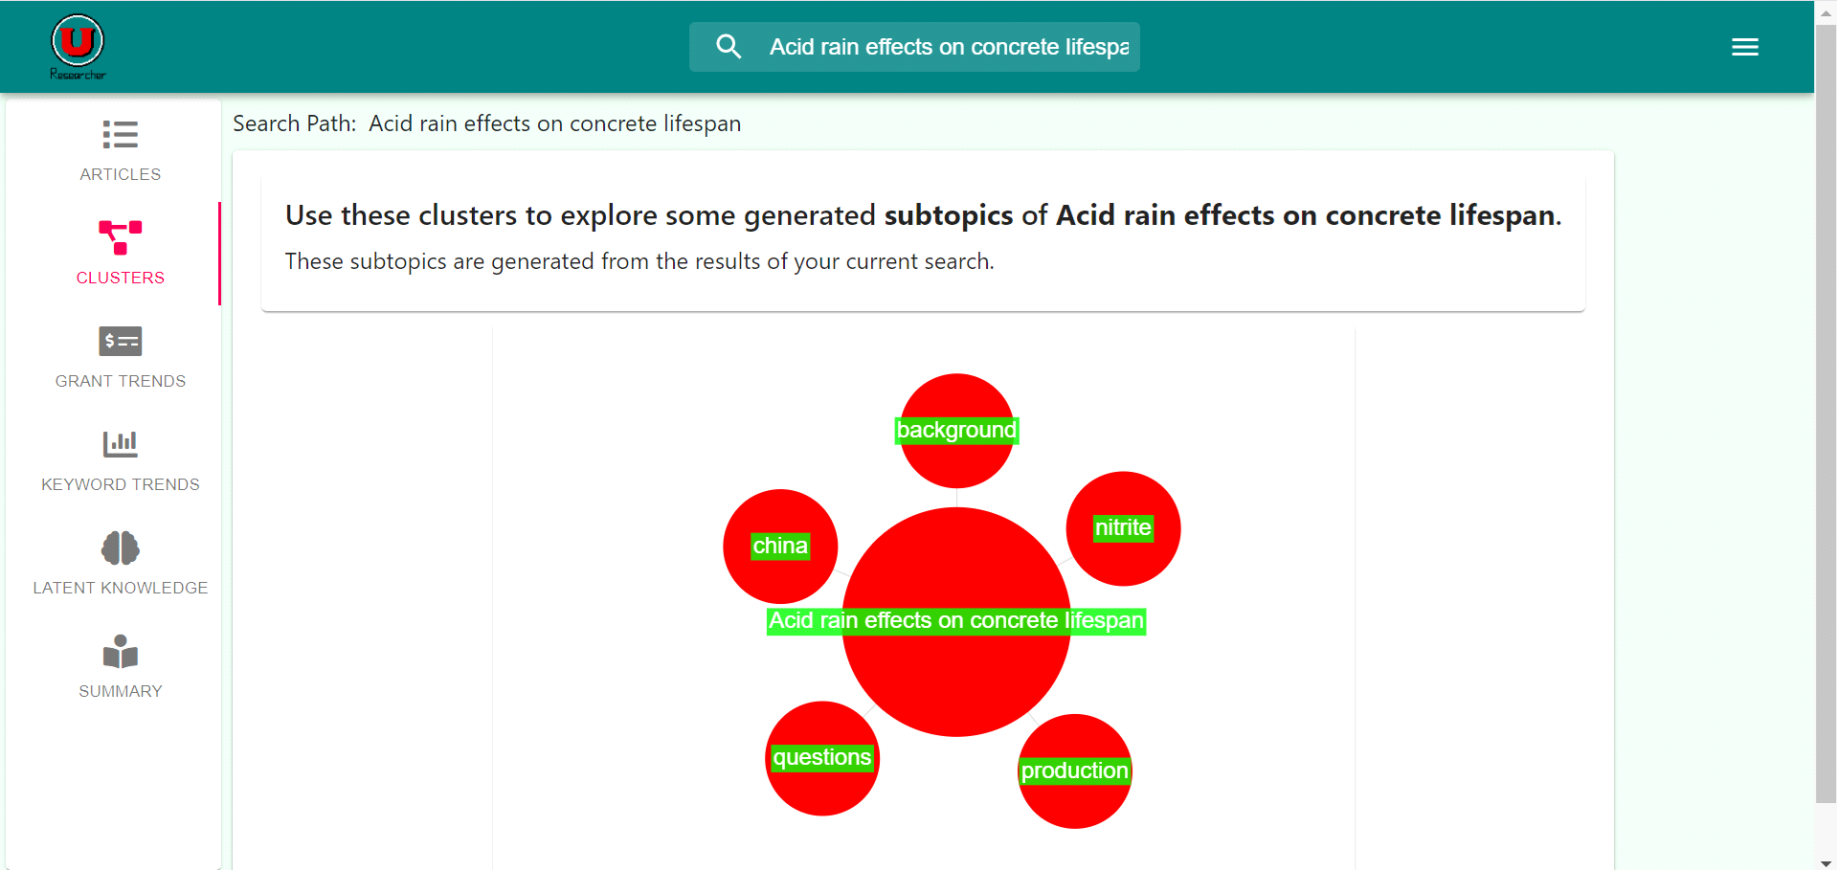 U
Researcher
Acid rain effects on concrete lifespa
ARTICLES
CLUSTERS
$
GRANT TRENDS
KEYWORD TRENDS
LATENT KNOWLEDGE
SUMMARY
Search Path: Acid rain effects on concrete lifespan
Use these clusters to explore some generated subtopics of Acid rain effects on concrete lifespan.
These subtopics are generated from the results of your current search.
background
nitrite
china
Acid rain effects on concrete lifespan
questions
production